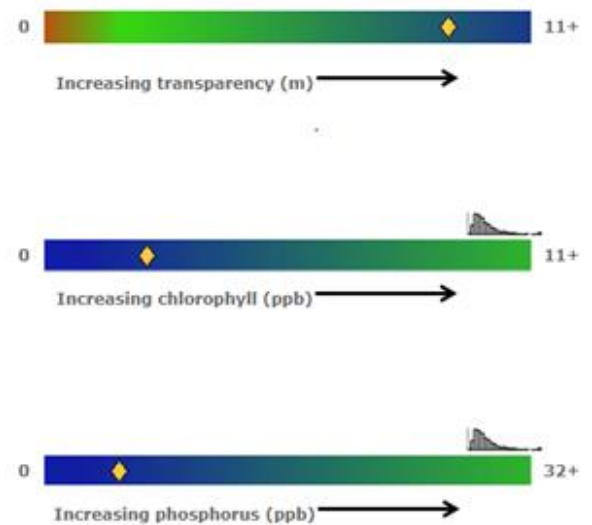 0 11+
Increasing transparency (m)
0 11+
Increasing chlorophyll (ppb)
0 32+
Increasing phosphorus (ppb)